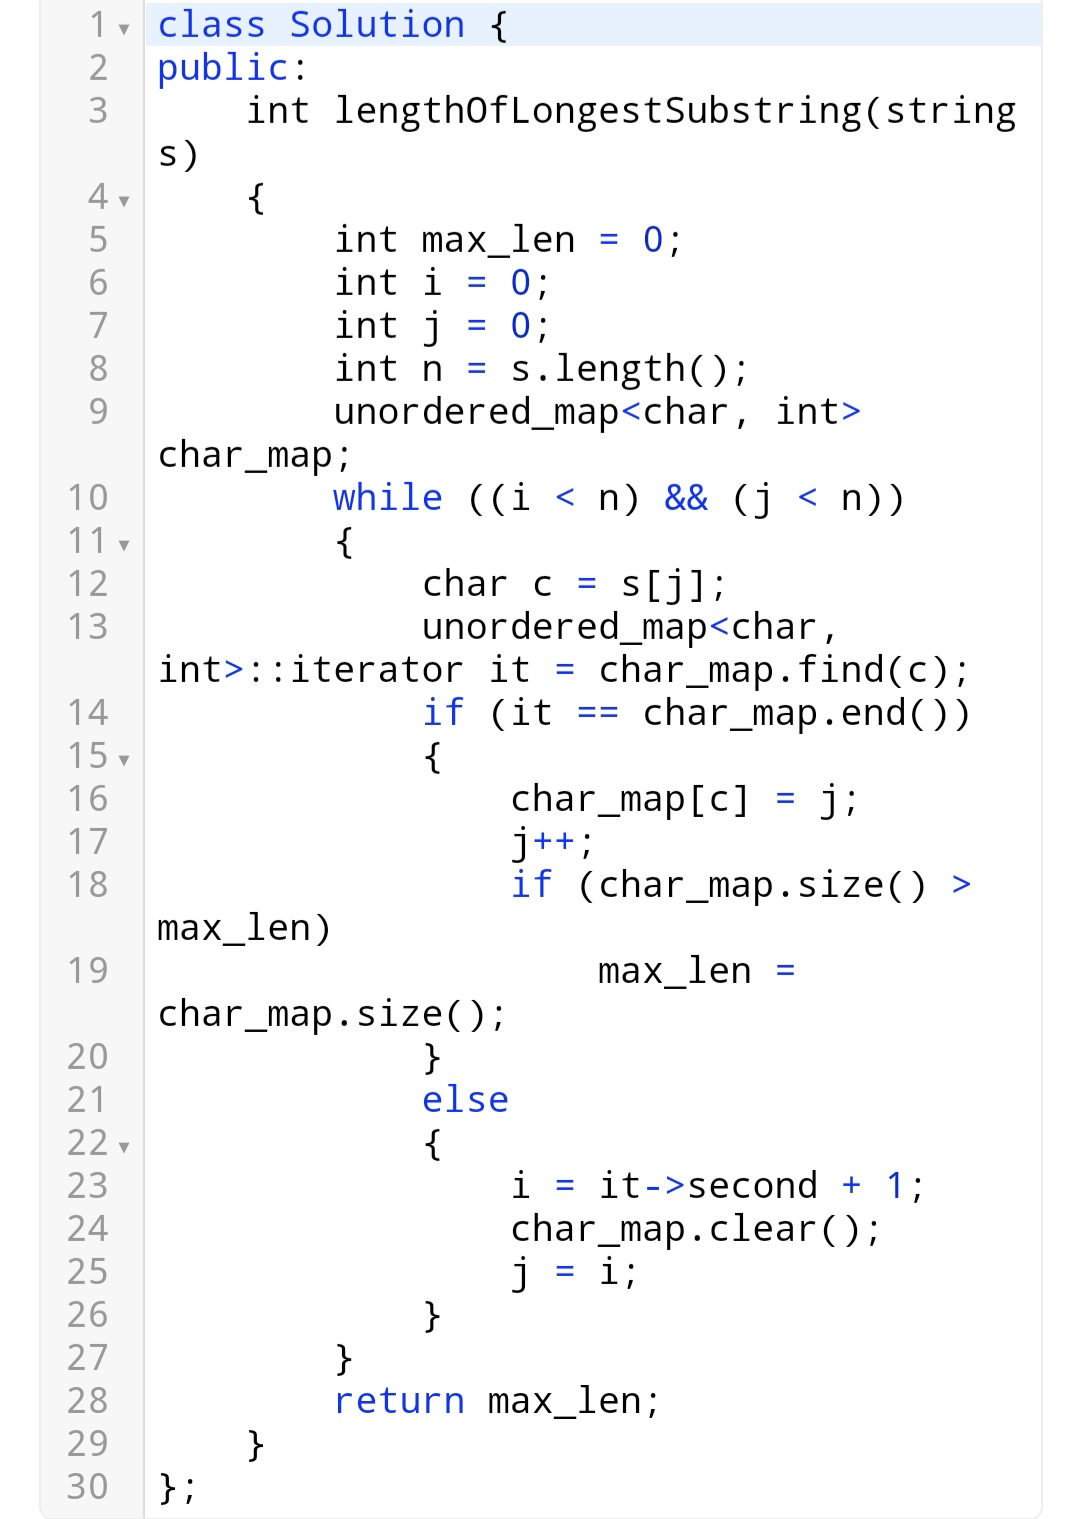 1 class Solution {
2 public:
3     int lengthOfLongestSubstring(string
s)
4     {
5         int max_len = 0;
6         int i = 0;
7         int j = 0;
8         int n = s.length();
9         unordered_map<char, int>
char_map;
10         while ((i < n) && (j < n))
11         {
12             char c = s[j];
13             unordered_map<char,
int>::iterator it = char_map.find(c);
14             if (it == char_map.end())
15             {
16                 char_map[c] = j;
17                 j++;
18                 if (char_map.size() >
max_len)
19                     max_len =
char_map.size();
20             }
21             else
22             {
23                 i = it->second + 1;
24                 char_map.clear();
25                 j = i;
26             }
27         }
28         return max_len;
29     }
30 };